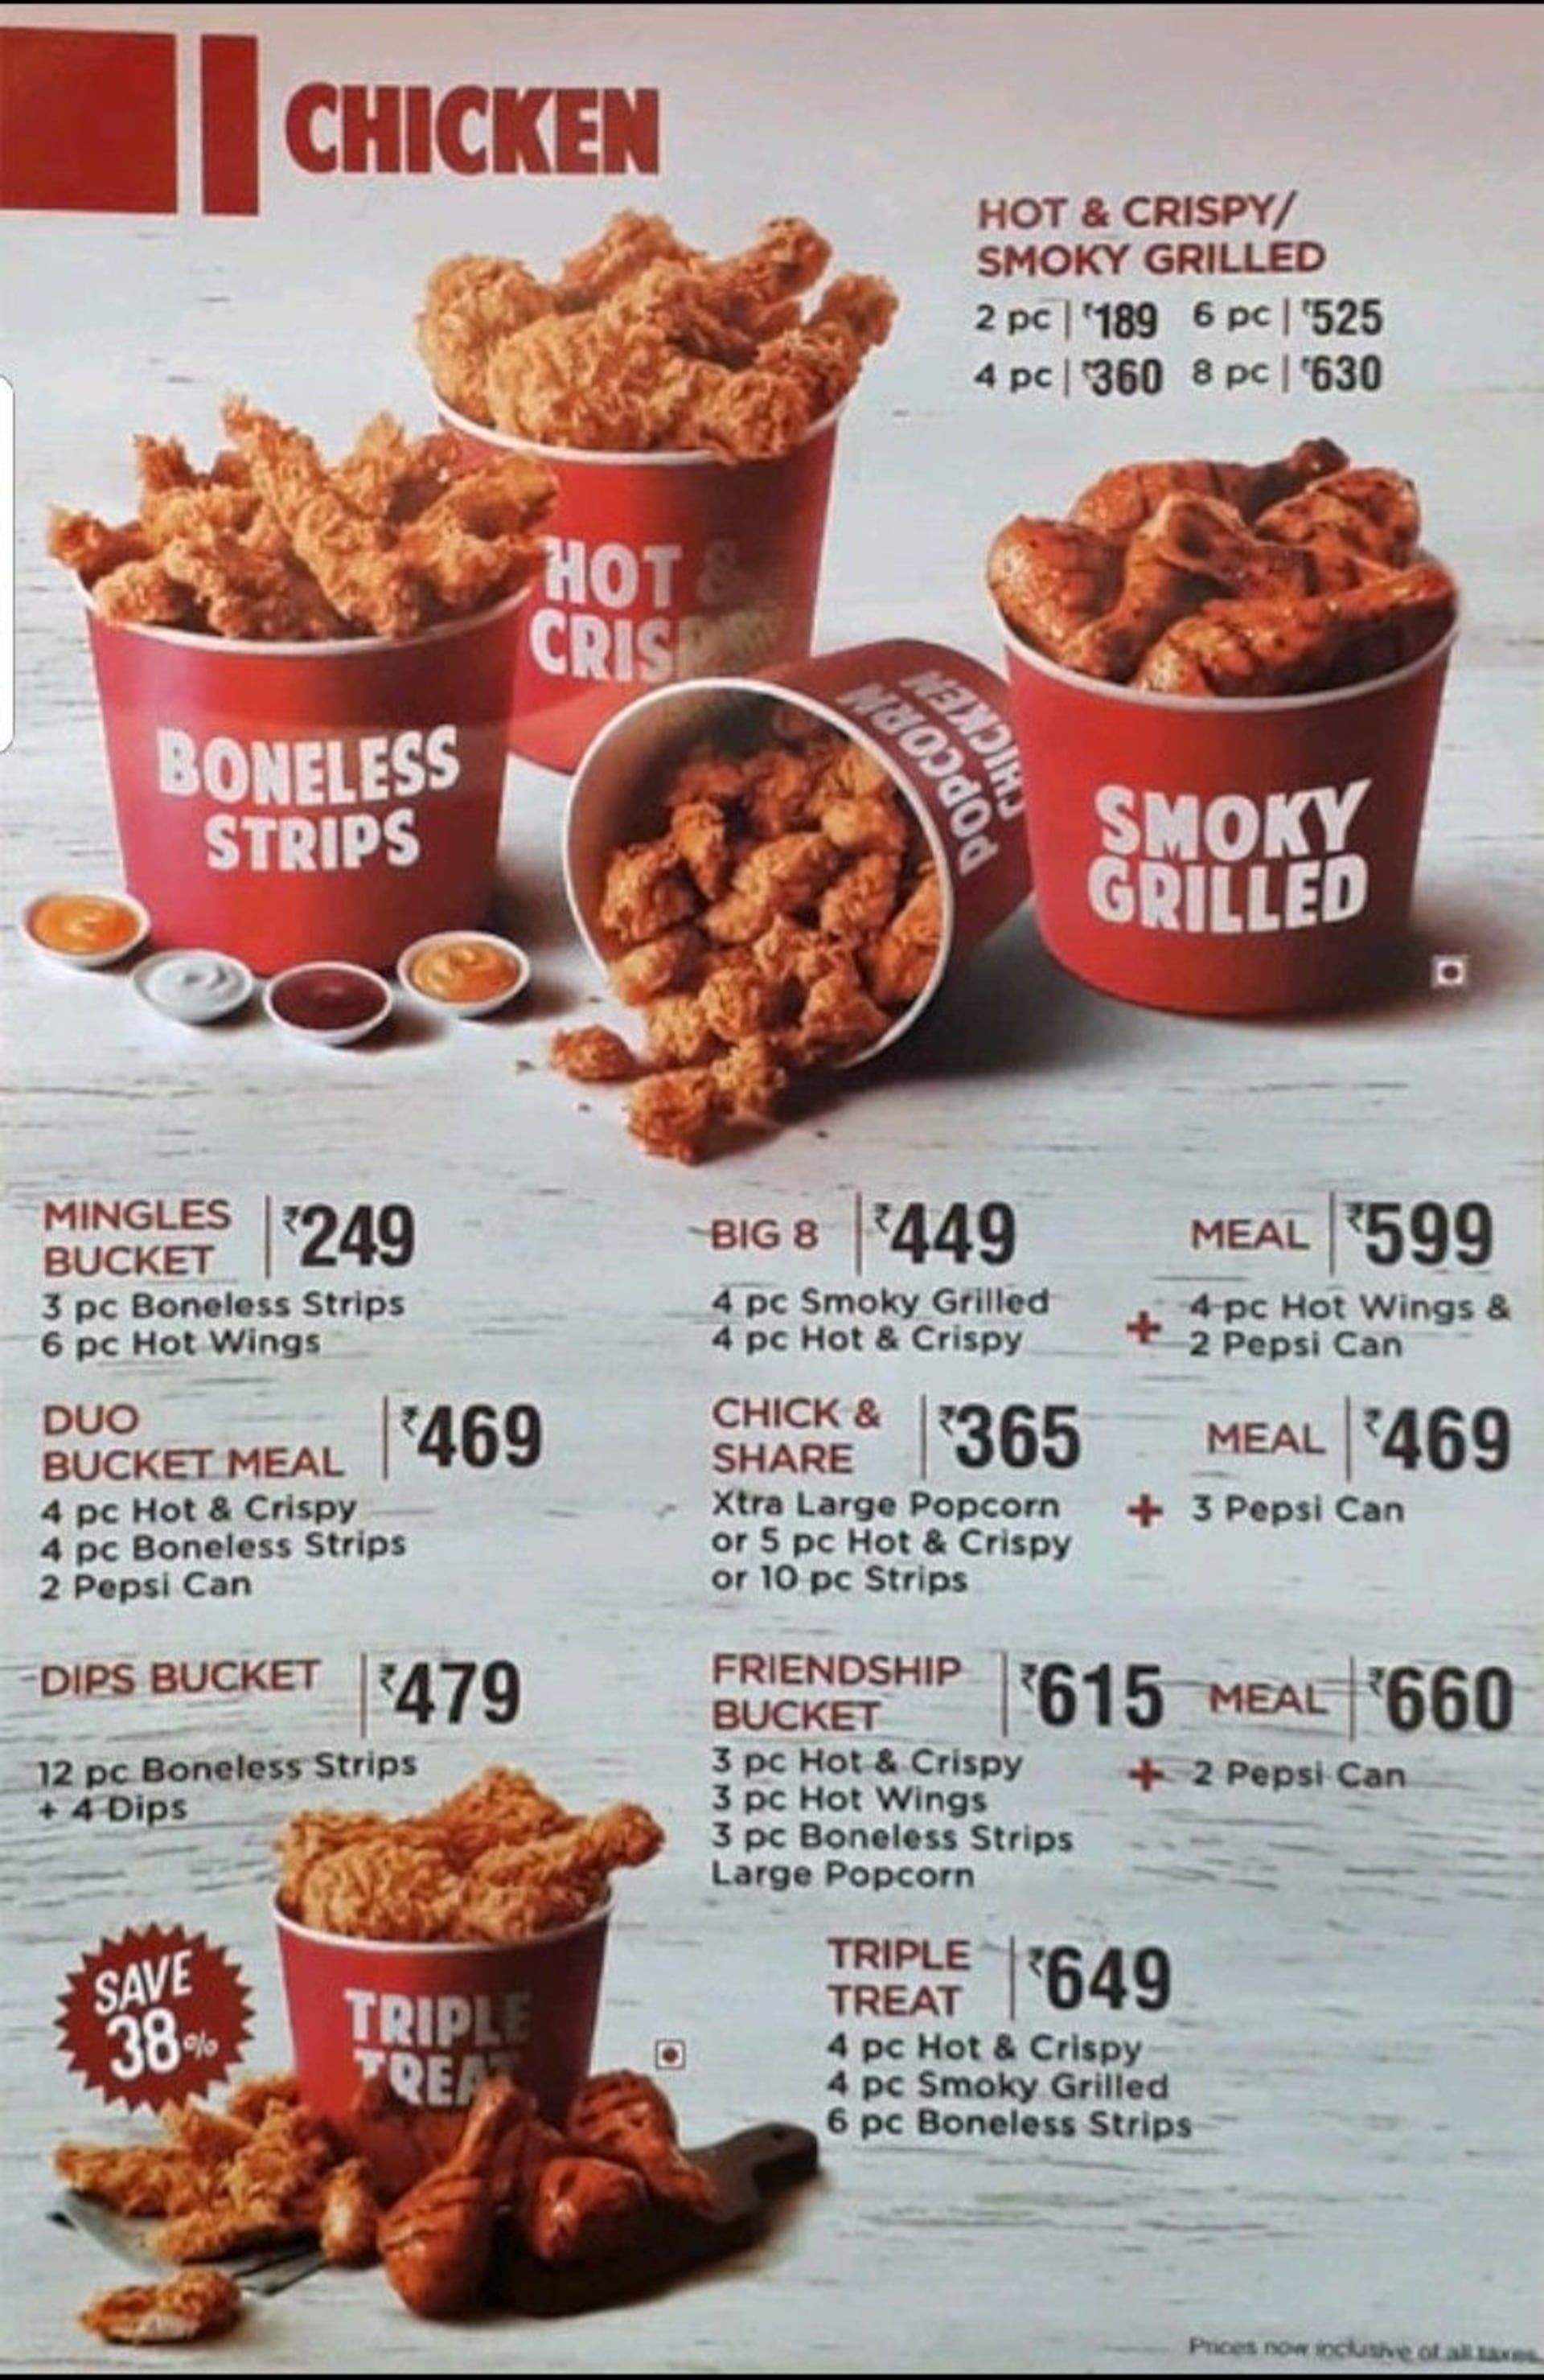 CHICKEN
HOT & CRISPY/
SMOKY GRILLED
2 pc | ₹189 6 pc | ₹525
4 pc | ₹360 8 pc | ₹630
HOT &
CRISPY
BONELESS
STRIPS
POPCORN
CHICKEN
SMOKY
GRILLED
MINGLES
BUCKET | ₹249
3 pc Boneless Strips
6 pc Hot Wings
BIG 8 | ₹449
4 pc Smoky Grilled
4 pc Hot & Crispy
MEAL | ₹599
+ 4 pc Hot Wings &
2 Pepsi Can
DUO
BUCKET MEAL | ₹469
4 pc Hot & Crispy
4 pc Boneless Strips
2 Pepsi Can
CHICK &
SHARE | ₹365
Xtra Large Popcorn
or 5 pc Hot & Crispy
or 10 pc Strips
MEAL | ₹469
+ 3 Pepsi Can
DIPS BUCKET | ₹479
12 pc Boneless Strips
+ 4 Dips
FRIENDSHIP
BUCKET | ₹615
3 pc Hot & Crispy
3 pc Hot Wings
3 pc Boneless Strips
Large Popcorn
MEAL | ₹660
+ 2 Pepsi Can
SAVE
38%
TRIPLE
TREAT
TRIPLE
TREAT | ₹649
4 pc Hot & Crispy
4 pc Smoky Grilled
6 pc Boneless Strips
Prices now inclusive of all taxes.